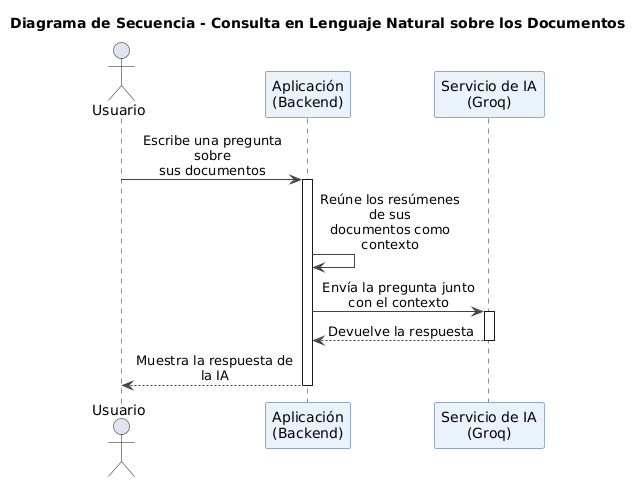 Diagrama de Secuencia - Consulta en Lenguaje Natural sobre los Documentos
Usuario
Aplicación
(Backend)
Servicio de IA
(Groq)
Escribe una pregunta
sobre
sus documentos
Reúne los resúmenes
de sus
documentos como
contexto
Envía la pregunta junto
con el contexto
Devuelve la respuesta
Muestra la respuesta de
la IA
Usuario
Aplicación
(Backend)
Servicio de IA
(Groq)